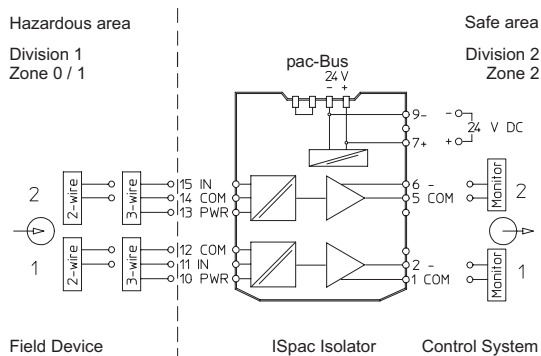 Hazardous area
Safe area
Division 1
Zone 0 / 1
Division 2
Zone 2
pac-Bus
24 V
- +
9-
-
24 V DC
7+
+
2
2-wire
3-wire
15 IN
14 COM
13 PWR
6 -
5 COM
Monitor
2
1
2-wire
3-wire
12 COM
11 IN
10 PWR
2 -
1 COM
Monitor
1
Field Device
ISpac Isolator
Control System